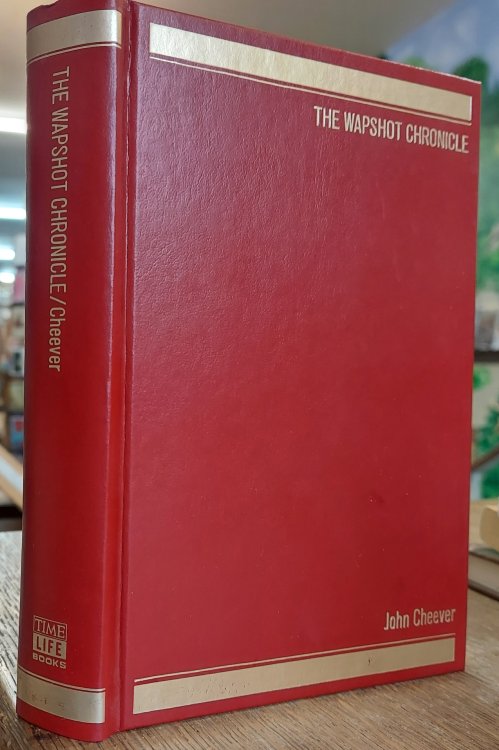 THE WAPSHOT CHRONICLE/Cheever
TIME
LIFE
BOOKS
THE WAPSHOT CHRONICLE
John Cheever